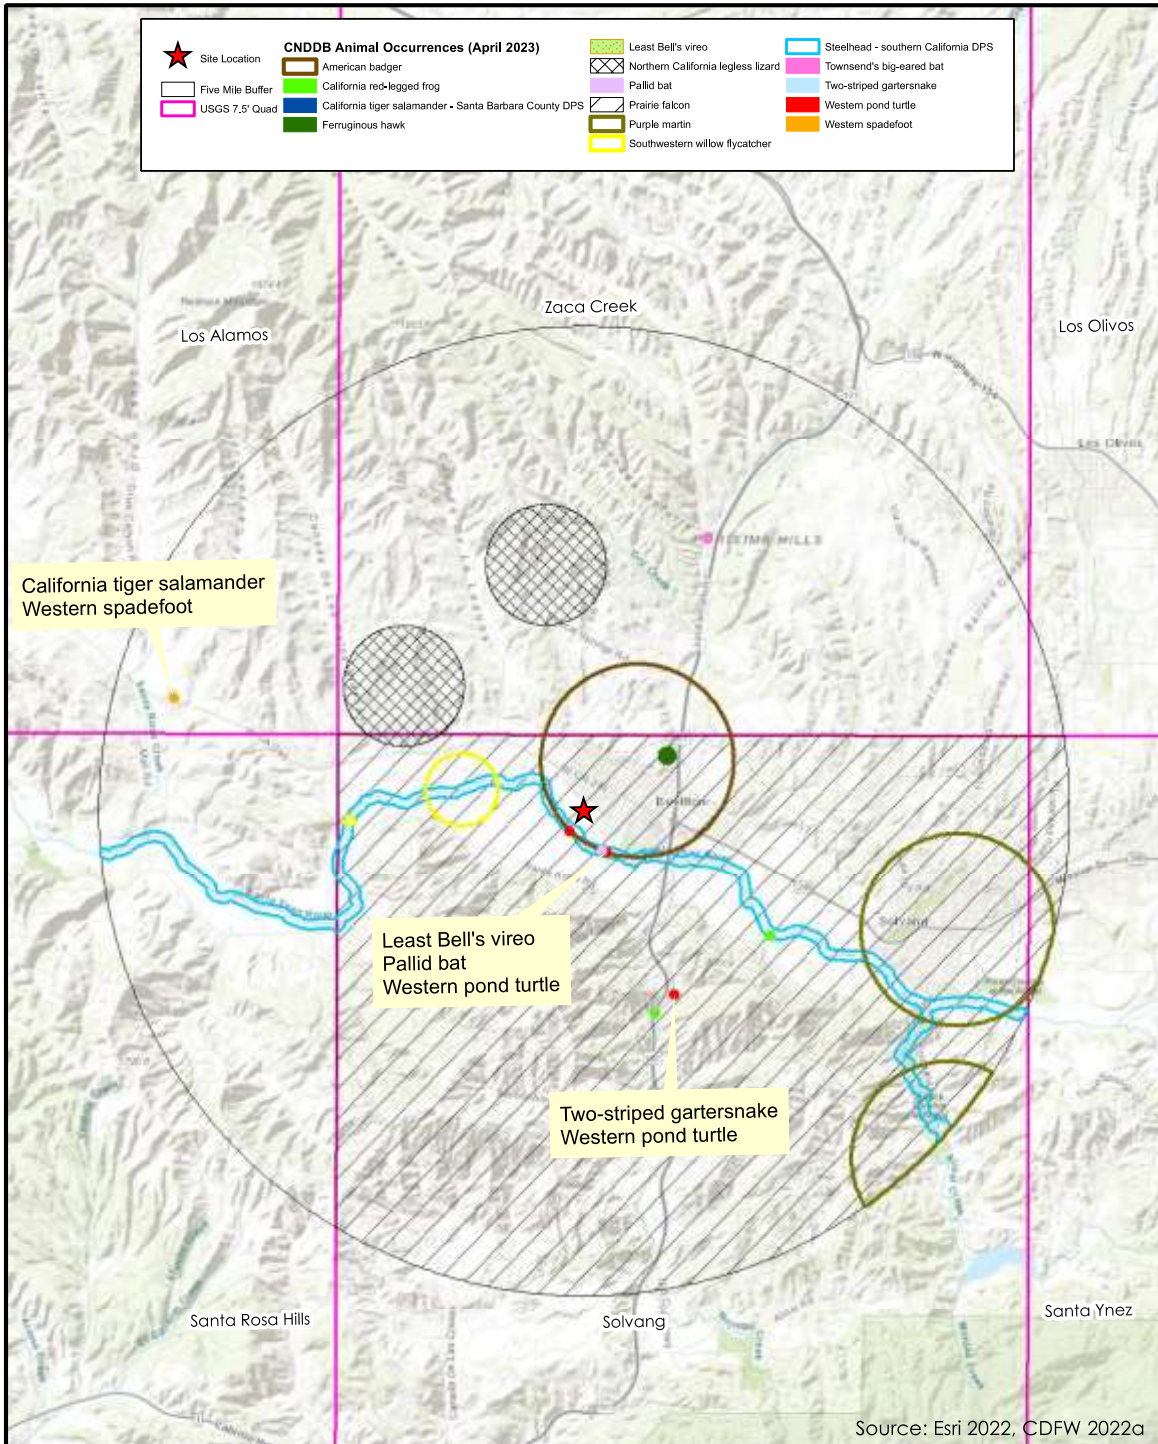 Site Location
Five Mile Buffer
USGS 7.5' Quad
CNDDB Animal Occurrences (April 2023)
American badger
California red-legged frog
California tiger salamander - Santa Barbara County DPS
Ferruginous hawk
Least Bell's vireo
Northern California legless lizard
Pallid bat
Prairie falcon
Purple martin
Southwestern willow flycatcher
Steelhead - southern California DPS
Townsend's big-eared bat
Two-striped gartersnake
Western pond turtle
Western spadefoot
Zaca Creek
Los Alamos
Los Olivos
Los Olivos
HILLS
California tiger salamander
Western spadefoot
Buellton
Solvang
Least Bell's vireo
Pallid bat
Western pond turtle
Two-striped gartersnake
Western pond turtle
Santa Rosa Hills
Solvang
Santa Ynez
Source: Esri 2022, CDFW 2022a